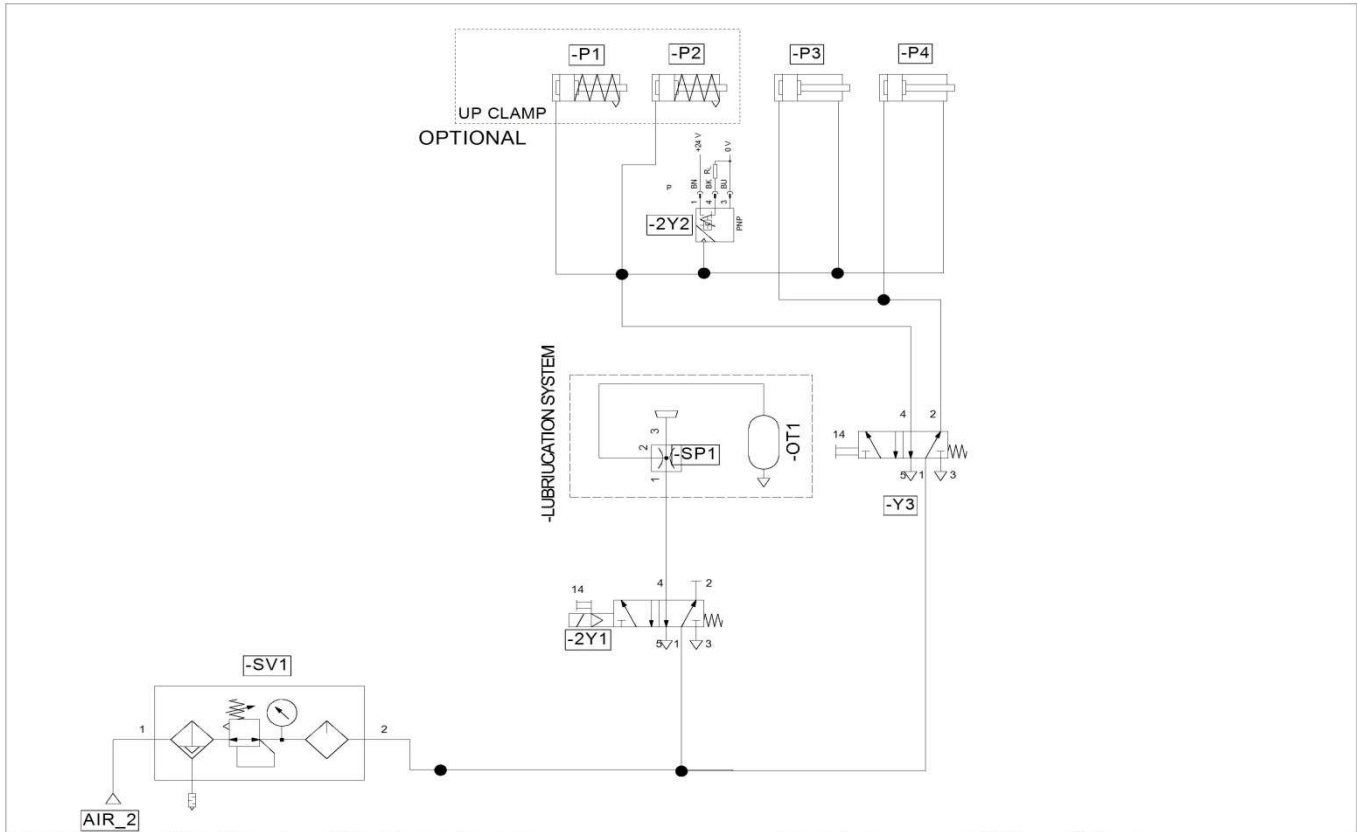 -P1
-P2
-P3
-P4
UP CLAMP
OPTIONAL
+24 V
0 V
P
BN
BK
RL
BU
1
4
3
-2Y2
PNP
-LUBRIUCATION SYSTEM
3
2
-SP1
1
-OT1
4
2
14
5
1
3
-Y3
4
2
14
-2Y1
5
1
3
-SV1
1
2
AIR_2